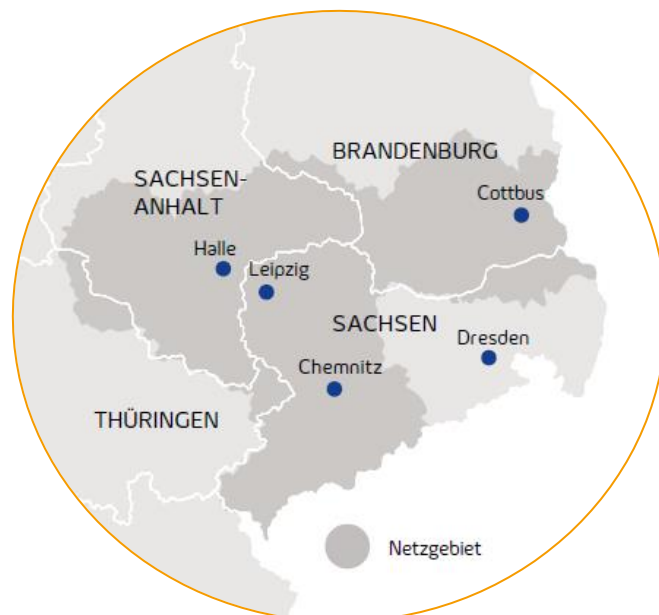 BRANDENBURG
SACHSEN-
ANHALT
Cottbus
Halle
Leipzig
SACHSEN
Dresden
Chemnitz
THÜRINGEN
Netzgebiet